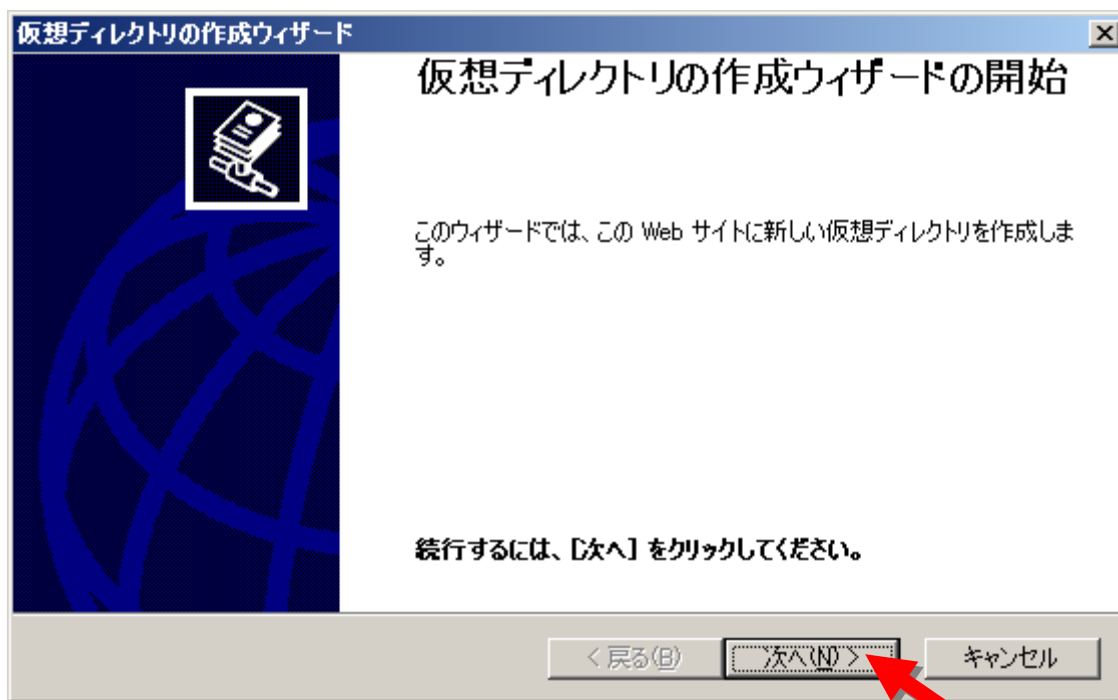 仮想ディレクトリの作成ウィザード
仮想ディレクトリの作成ウィザードの開始
このウィザードでは、この Web サイトに新しい仮想ディレクトリを作成しま
す。
続行するには、[次へ] をクリックしてください。
< 戻る(B)
次へ(N) >
キャンセル